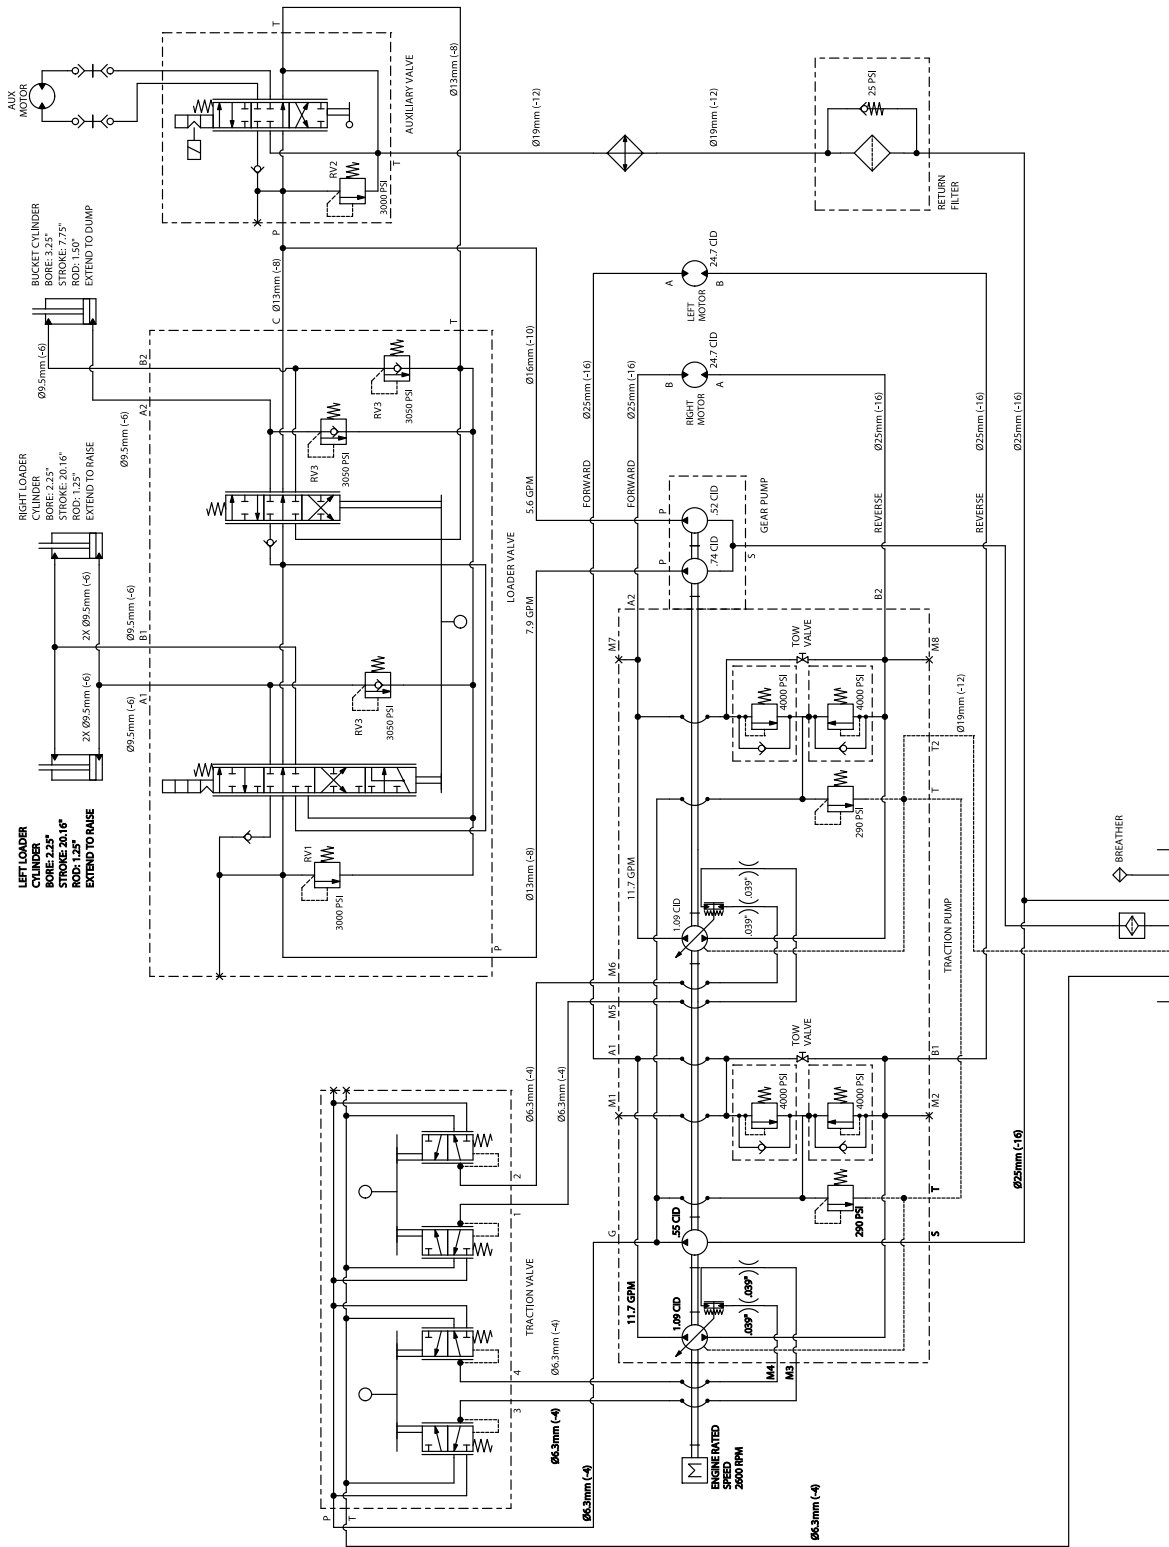 AUX
MOTOR
BUCKET CYLINDER
BORE: 3.25"
STROKE: 7.75"
ROD: 1.50"
EXTEND TO DUMP
RIGHT LOADER
CYLINDER
BORE: 2.25"
STROKE: 20.16"
ROD: 1.25"
EXTEND TO RAISE
LEFT LOADER
CYLINDER
BORE: 2.25"
STROKE: 20.16"
ROD: 1.25"
EXTEND TO RAISE
T
Ø13mm (-8)
AUXILIARY VALVE
RV2
3000 PSI
T
P
Ø19mm (-12)
Ø19mm (-12)
25 PSI
RETURN
FILTER
Ø9.5mm (-6)
Ø9.5mm (-6)
2X Ø9.5mm (-6)
2X Ø9.5mm (-6)
Ø9.5mm (-6)
Ø9.5mm (-6)
B2
A2
B1
A1
C
Ø13mm (-8)
T
RV3
3050 PSI
RV3
3050 PSI
RV3
3050 PSI
RV1
3000 PSI
LOADER VALVE
P
Ø16mm (-10)
5.6 GPM
7.9 GPM
Ø13mm (-8)
A
24.7 CID
B
LEFT
MOTOR
B
24.7 CID
A
RIGHT
MOTOR
Ø25mm (-16)
Ø25mm (-16)
FORWARD
FORWARD
Ø25mm (-16)
Ø25mm (-16)
Ø25mm (-16)
REVERSE
REVERSE
P
.52 CID
P
.74 CID
S
GEAR PUMP
A2
B2
M7
M8
TOW
VALVE
4000 PSI
4000 PSI
290 PSI
T2
T
Ø19mm (-12)
11.7 GPM
1.09 CID
.039"
.039"
TRACTION PUMP
BREATHER
M6
M5
A1
B1
M1
M2
TOW
VALVE
4000 PSI
4000 PSI
290 PSI
T
S
Ø25mm (-16)
G
.55 CID
11.7 GPM
1.09 CID
.039"
.039"
M4
M3
Ø6.3mm (-4)
Ø6.3mm (-4)
2
1
TRACTION VALVE
4
3
Ø6.3mm (-4)
Ø6.3mm (-4)
P
T
Ø6.3mm (-4)
Ø6.3mm (-4)
M
ENGINE RATED
SPEED
2600 RPM